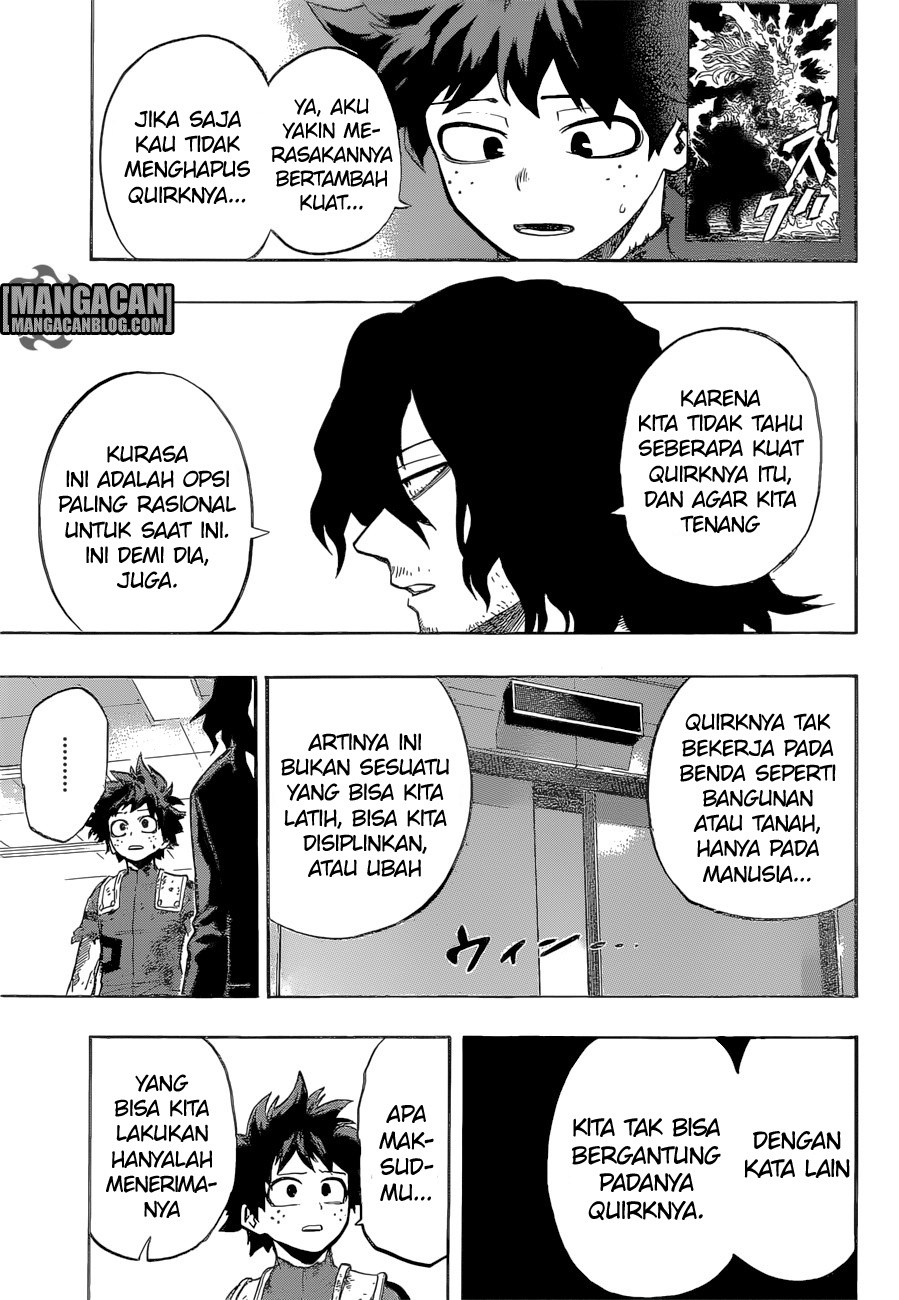 YA, AKU
YAKIN ME-
RASAKANNYA
BERTAMBAH
KUAT...
JIKA SAJA
KAU TIDAK
MENGHAPUS
QUIRKNYA...
[MANGACAN]
MANGACANBLOG.COM
KARENA
KITA TIDAK TAHU
SEBERAPA KUAT
QUIRKNYA ITU,
DAN AGAR KITA
TENANG
KURASA
INI ADALAH OPSI
PALING RASIONAL
UNTUK SAAT INI.
INI DEMI DIA,
JUGA.
QUIRKNYA TAK
BEKERJA PADA
BENDA SEPERTI
BANGUNAN
ATAU TANAH,
HANYA PADA
MANUSIA...
ARTINYA INI
BUKAN SESUATU
YANG BISA KITA
LATIH, BISA KITA
DISIPLINKAN,
ATAU UBAH
ウィン...
.........
DENGAN
KATA LAIN
KITA TAK BISA
BERGANTUNG
PADANYA
QUIRKNYA.
APA
MAK-
SUD-
MU...
YANG
BISA KITA
LAKUKAN
HANYALAH
MENERIMA-
NYA